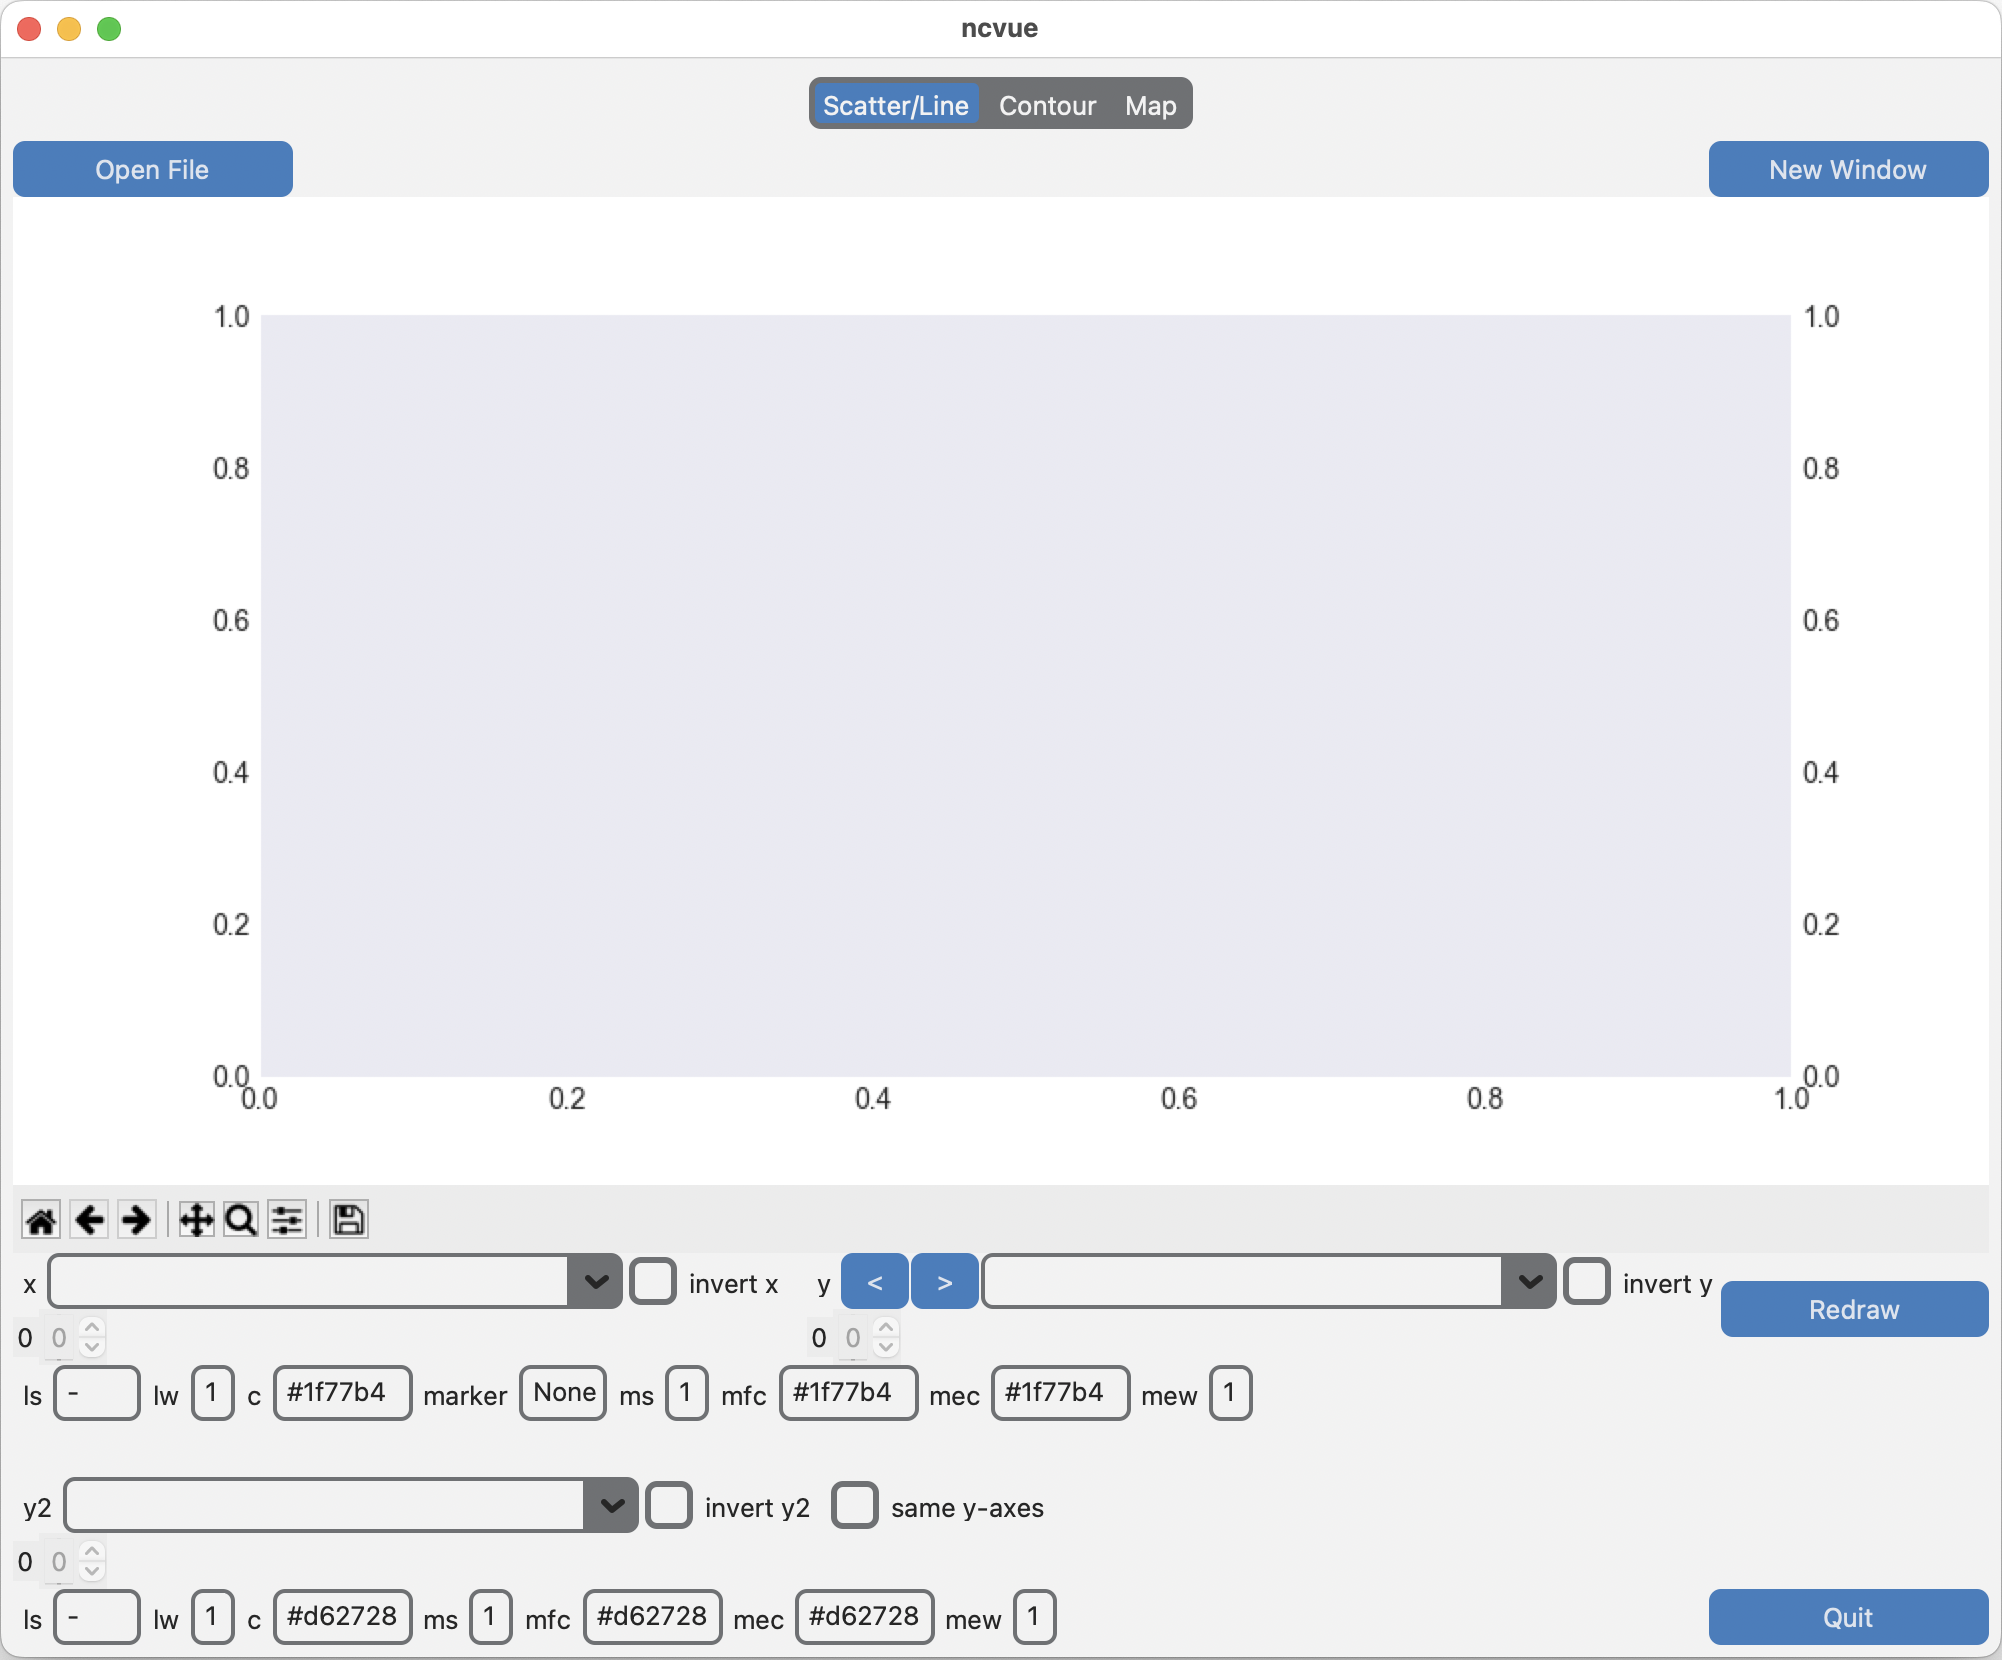 ncvue
Scatter/Line Contour Map
Open File New Window
1.0 1.0
0.8 0.8
0.6 0.6
0.4 0.4
0.2 0.2
0.0 0.0
0.0 0.2 0.4 0.6 0.8 1.0
x invert x y < > invert y
Redraw
0 0 0 0
ls - lw 1 c #1f77b4 marker None ms 1 mfc #1f77b4 mec #1f77b4 mew 1
y2 invert y2 same y-axes
0 0
ls - lw 1 c #d62728 ms 1 mfc #d62728 mec #d62728 mew 1
Quit